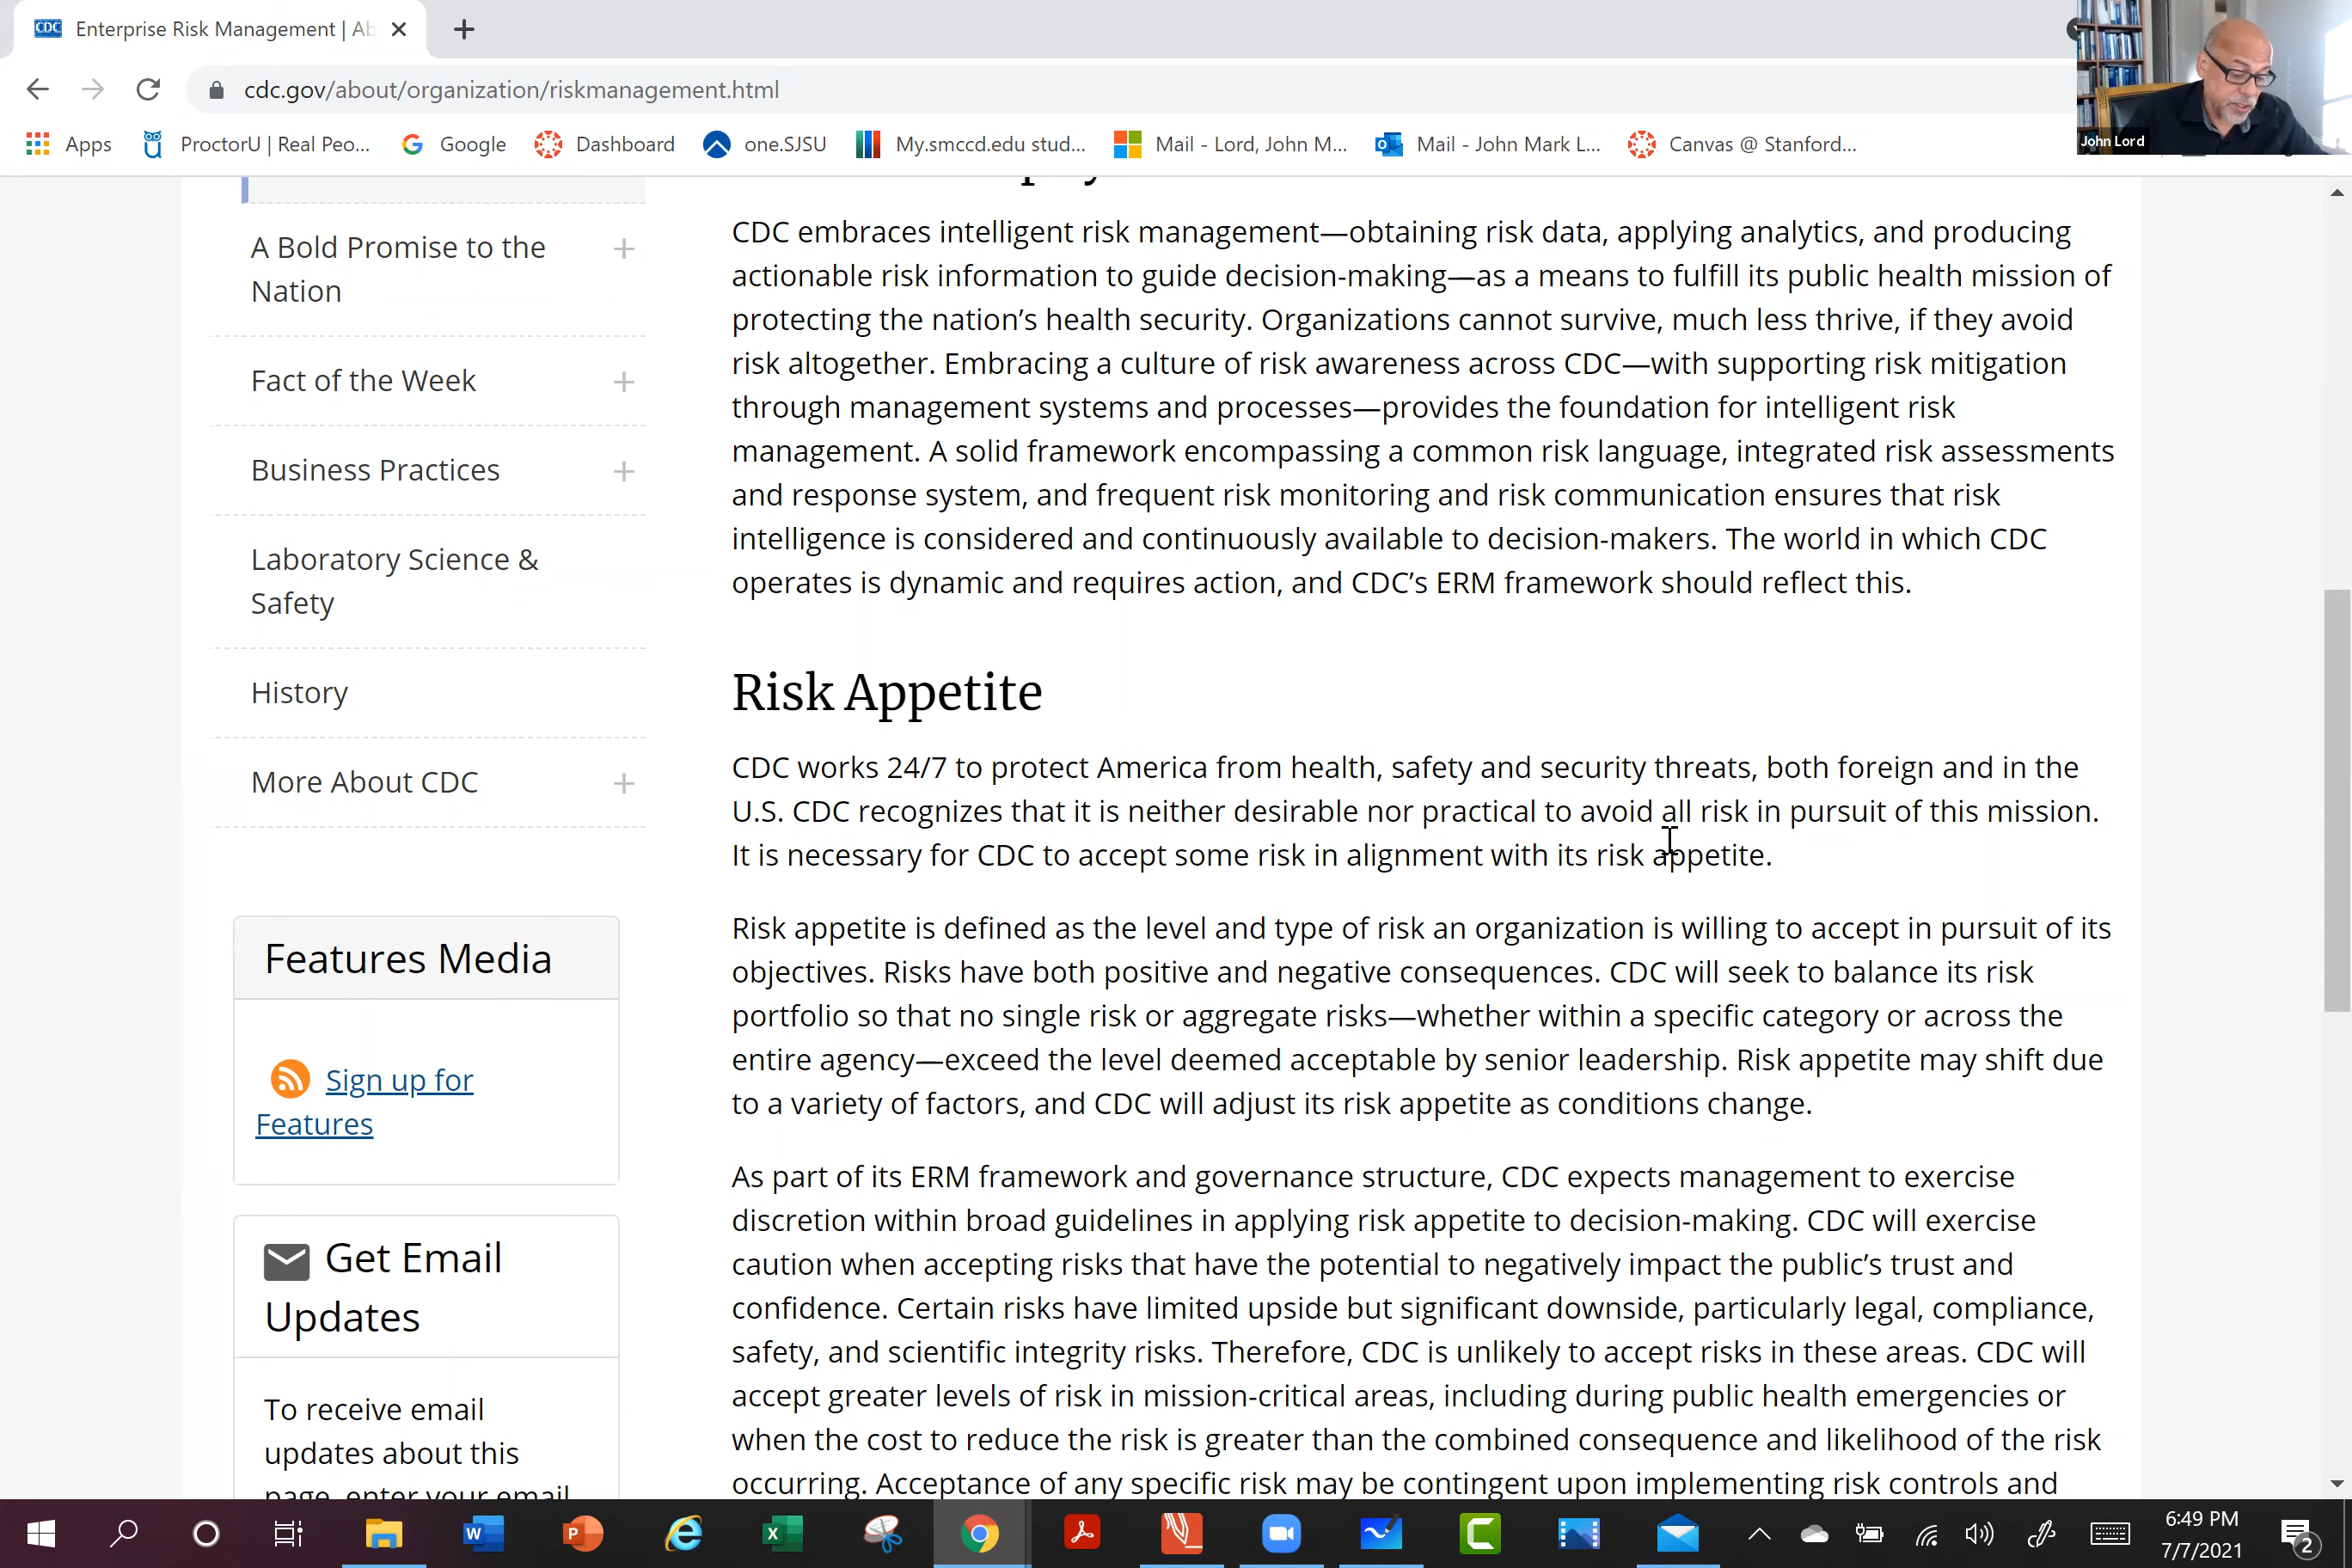 CDC
Enterprise Risk Management | Ab
cdc.gov/about/organization/riskmanagement.html
Apps
ProctorU | Real Peo...
Google
Dashboard
one.SJSU
My.smccd.edu stud...
Mail - Lord, John M...
Mail - John Mark L...
Canvas @ Stanford...
John Lord
A Bold Promise to the
Nation
Fact of the Week
Business Practices
Laboratory Science &
Safety
History
More About CDC
Features Media
Sign up for
Features
Get Email
Updates
To receive email
updates about this
page, enter your email
CDC embraces intelligent risk management—obtaining risk data, applying analytics, and producing
actionable risk information to guide decision-making—as a means to fulfill its public health mission of
protecting the nation’s health security. Organizations cannot survive, much less thrive, if they avoid
risk altogether. Embracing a culture of risk awareness across CDC—with supporting risk mitigation
through management systems and processes—provides the foundation for intelligent risk
management. A solid framework encompassing a common risk language, integrated risk assessments
and response system, and frequent risk monitoring and risk communication ensures that risk
intelligence is considered and continuously available to decision-makers. The world in which CDC
operates is dynamic and requires action, and CDC’s ERM framework should reflect this.
Risk Appetite
CDC works 24/7 to protect America from health, safety and security threats, both foreign and in the
U.S. CDC recognizes that it is neither desirable nor practical to avoid all risk in pursuit of this mission.
It is necessary for CDC to accept some risk in alignment with its risk appetite.
Risk appetite is defined as the level and type of risk an organization is willing to accept in pursuit of its
objectives. Risks have both positive and negative consequences. CDC will seek to balance its risk
portfolio so that no single risk or aggregate risks—whether within a specific category or across the
entire agency—exceed the level deemed acceptable by senior leadership. Risk appetite may shift due
to a variety of factors, and CDC will adjust its risk appetite as conditions change.
As part of its ERM framework and governance structure, CDC expects management to exercise
discretion within broad guidelines in applying risk appetite to decision-making. CDC will exercise
caution when accepting risks that have the potential to negatively impact the public’s trust and
confidence. Certain risks have limited upside but significant downside, particularly legal, compliance,
safety, and scientific integrity risks. Therefore, CDC is unlikely to accept risks in these areas. CDC will
accept greater levels of risk in mission-critical areas, including during public health emergencies or
when the cost to reduce the risk is greater than the combined consequence and likelihood of the risk
occurring. Acceptance of any specific risk may be contingent upon implementing risk controls and
6:49 PM
7/7/2021
2